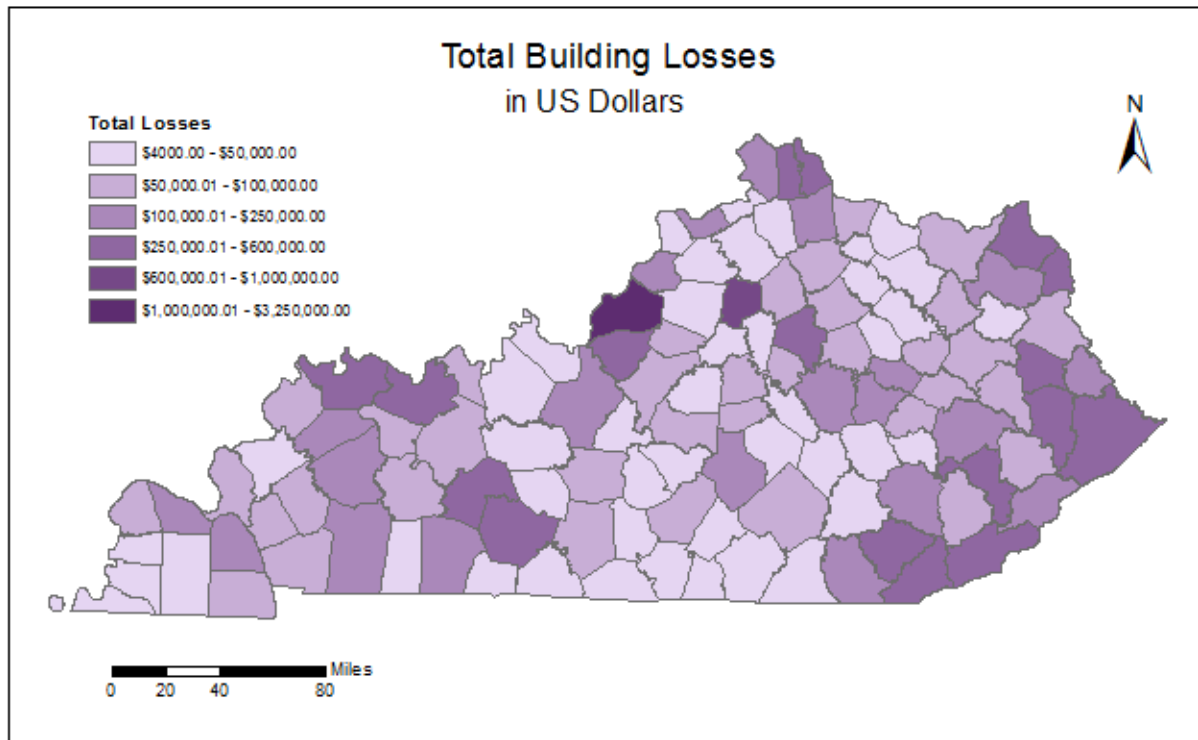 Total Building Losses
in US Dollars
N
Total Losses
$4000.00 - $50,000.00
$50,000.01 - $100,000.00
$100,000.01 - $250,000.00
$250,000.01 - $600,000.00
$600,000.01 - $1,000,000.00
$1,000,000.01 - $3,250,000.00
Miles
0 20 40 80